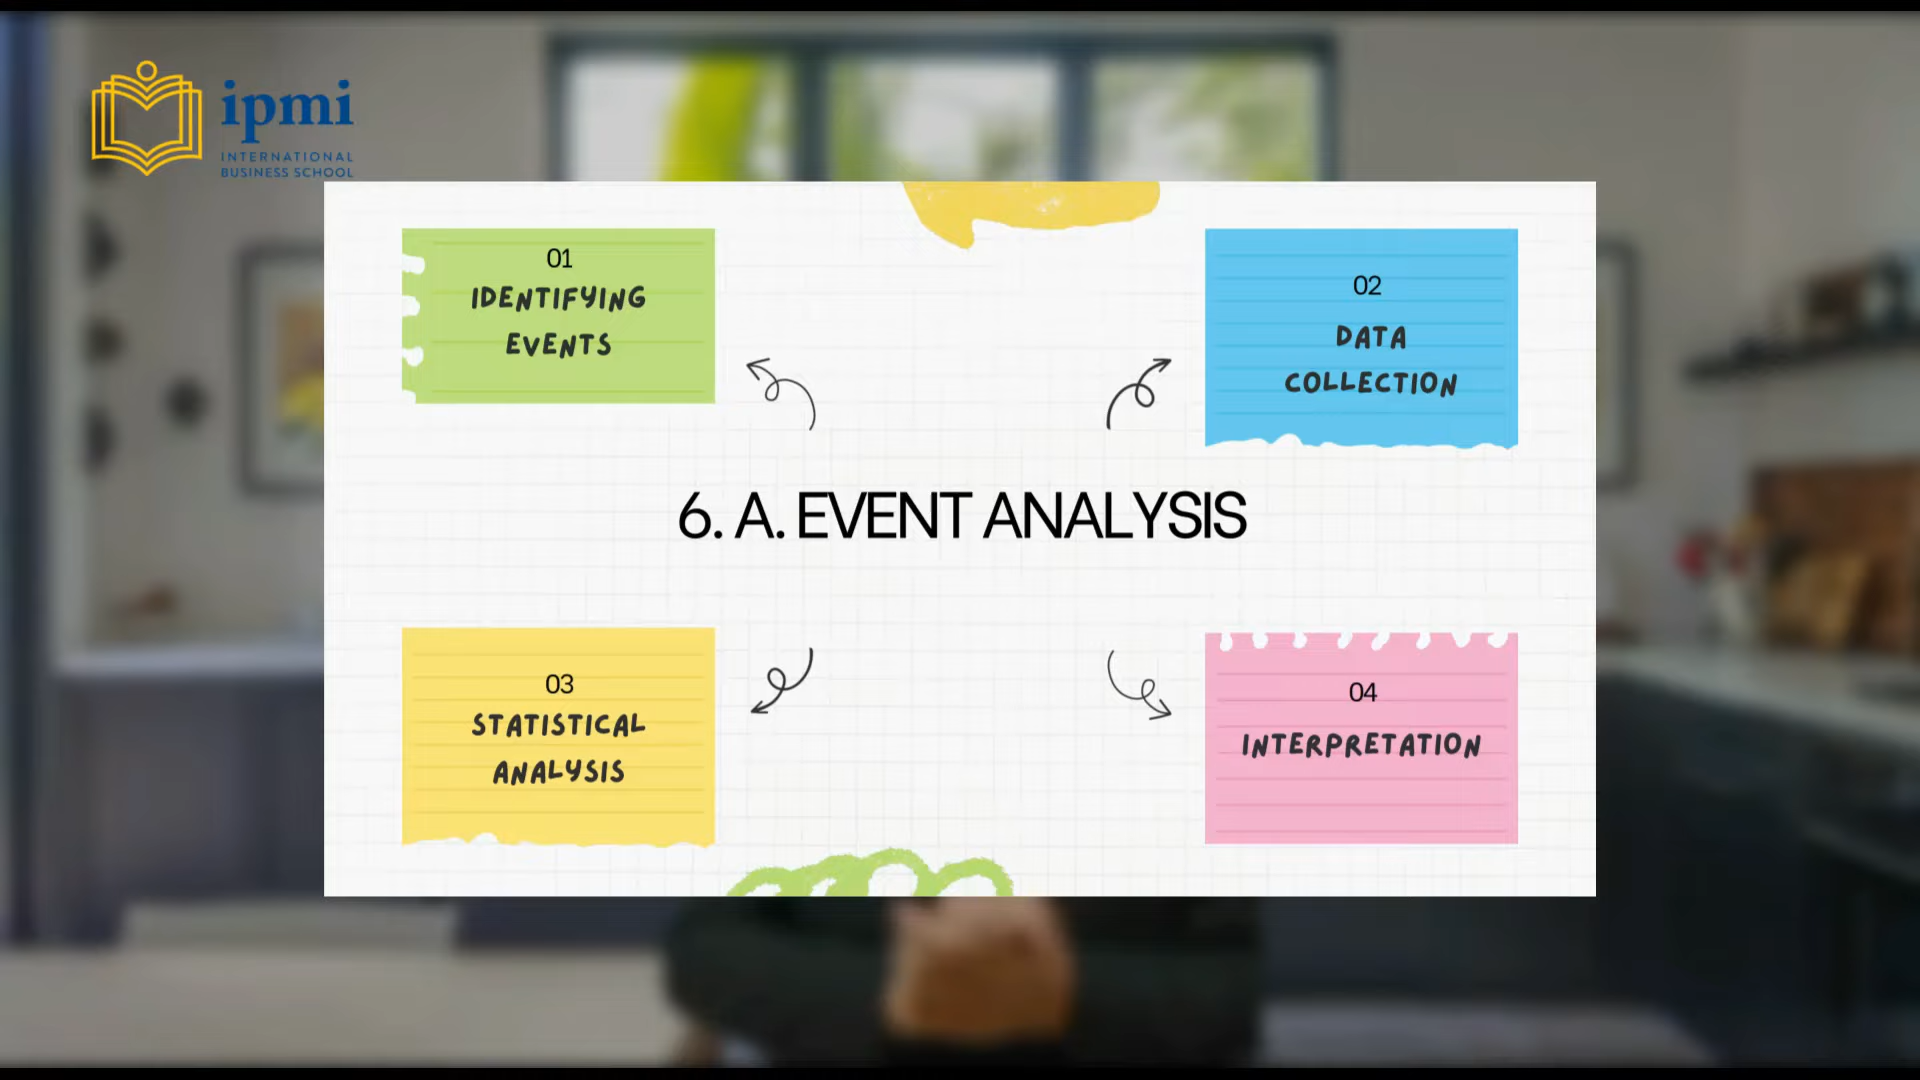 ipmi
INTERNATIONAL
BUSINESS SCHOOL
01
IDENTIFYING
EVENTS
02
DATA
COLLECTION
6. A. EVENT ANALYSIS
03
STATISTICAL
ANALYSIS
04
INTERPRETATION